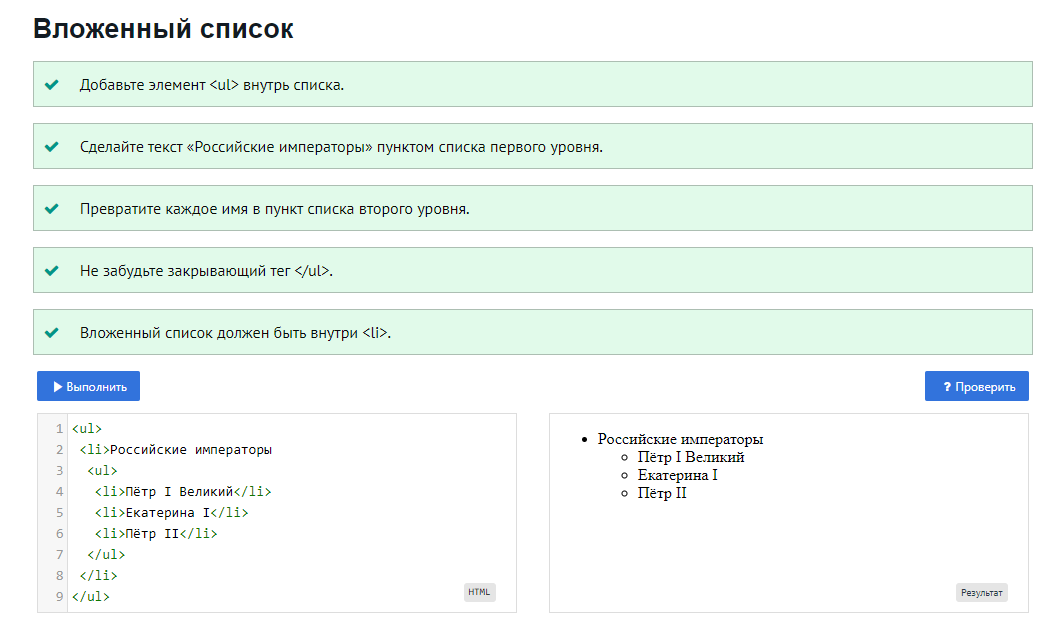 Вложенный список
Добавьте элемент <ul> внутрь списка.
Сделайте текст «Российские императоры» пунктом списка первого уровня.
Превратите каждое имя в пункт списка второго уровня.
Не забудьте закрывающий тег </ul>.
Вложенный список должен быть внутри <li>.
Выполнить
? Проверить
1 <ul>
2 <li>Российские императоры
3 <ul>
4 <li>Пётр I Великий</li>
5 <li>Екатерина I</li>
6 <li>Пётр II</li>
7 </ul>
8 </li>
9 </ul>
HTML
• Российские императоры
○ Пётр I Великий
○ Екатерина I
○ Пётр II
Результат